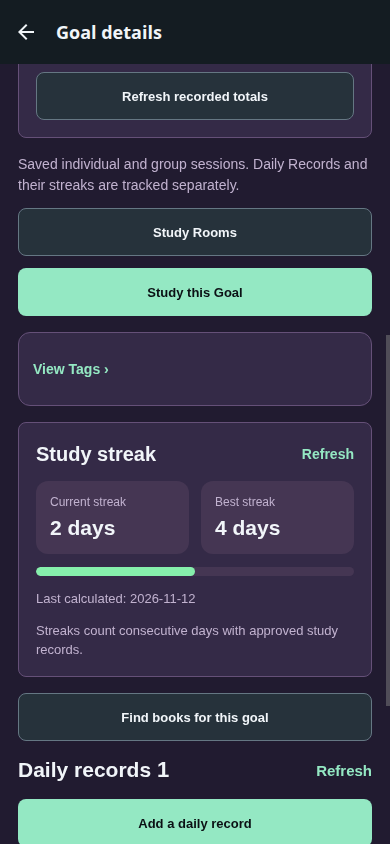 Goal details
Refresh recorded totals
Saved individual and group sessions. Daily Records and
their streaks are tracked separately.
Study Rooms
Study this Goal
View Tags ›
Study streak
Refresh
Current streak
2 days
Best streak
4 days
Last calculated: 2026-11-12
Streaks count consecutive days with approved study
records.
Find books for this goal
Daily records 1
Refresh
Add a daily record